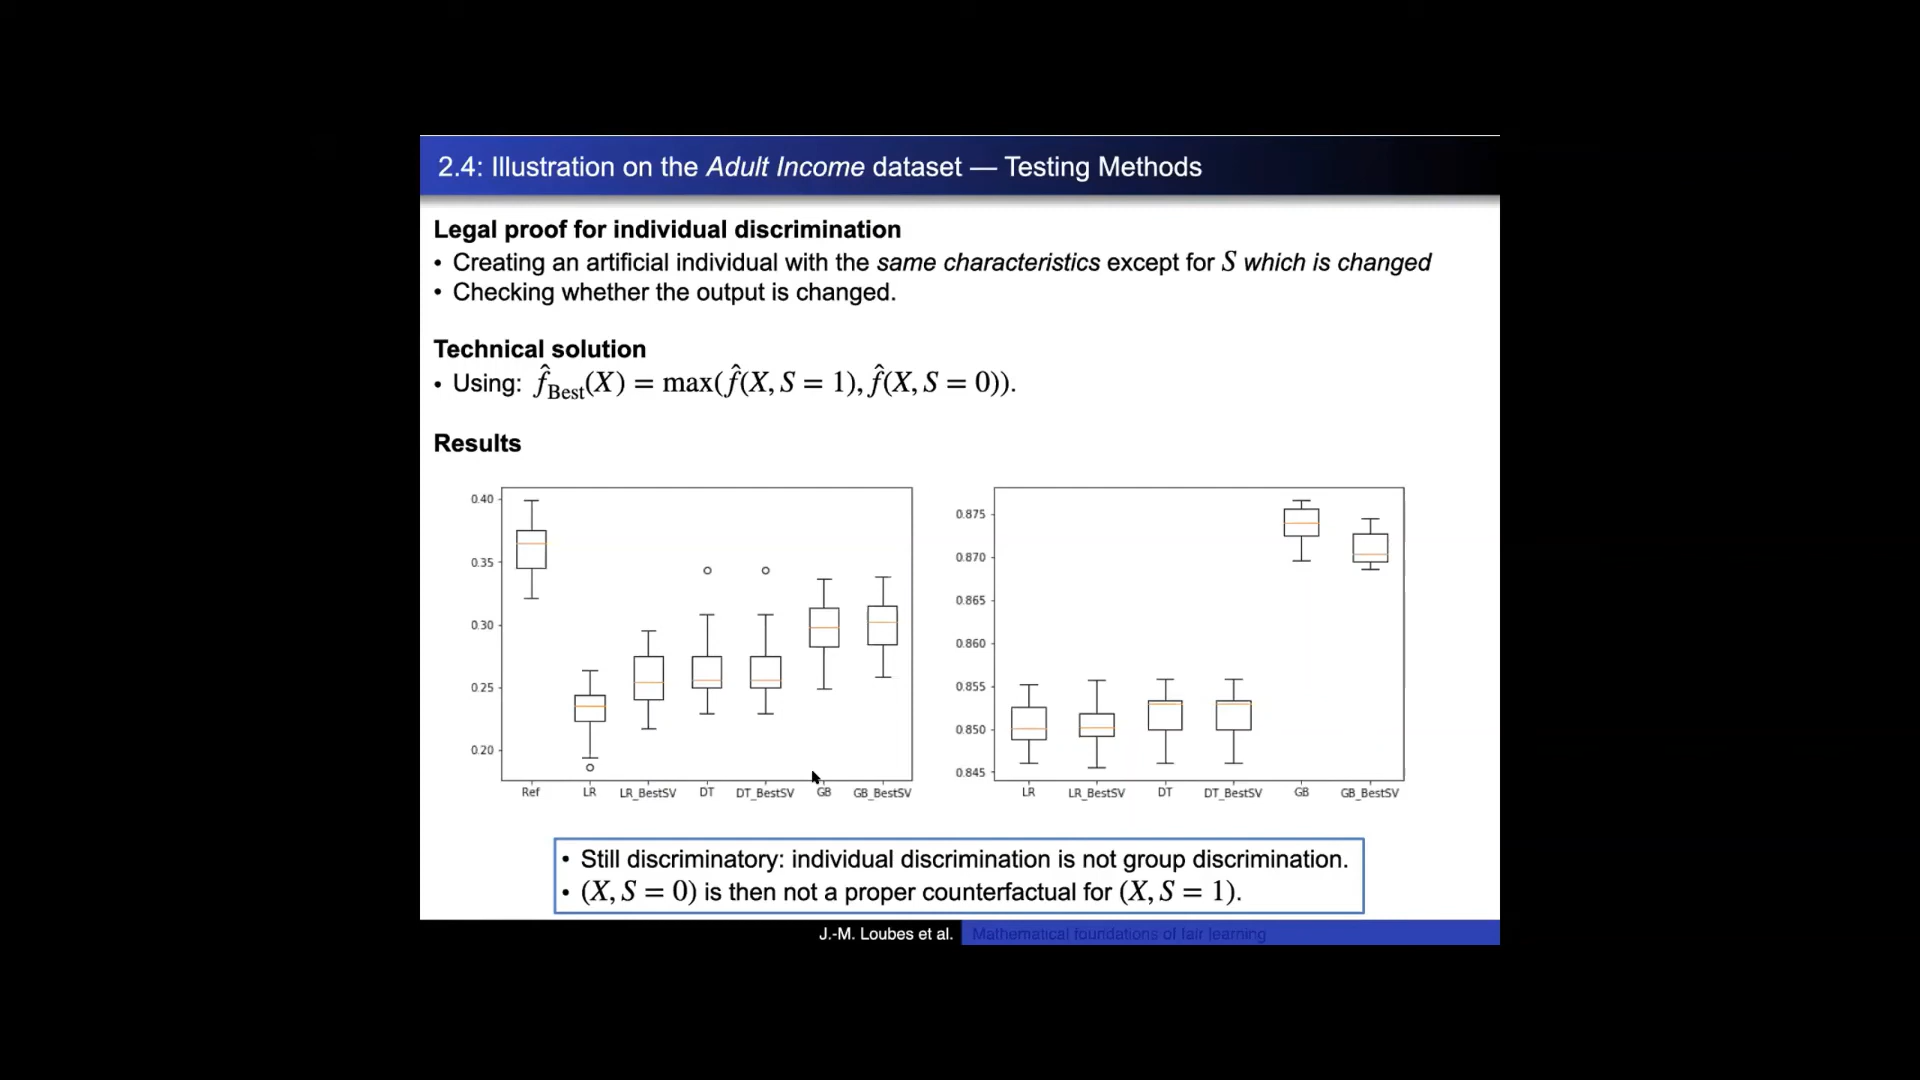 2.4: Illustration on the Adult Income dataset — Testing Methods
Legal proof for individual discrimination
• Creating an artificial individual with the same characteristics except for S which is changed
• Checking whether the output is changed.
Technical solution
• Using: f̂_Best(X) = max(f̂(X, S = 1), f̂(X, S = 0)).
Results
0.40
0.35
0.30
0.25
0.20
Ref LR LR_BestSV DT DT_BestSV GB GB_BestSV
0.875
0.870
0.865
0.860
0.855
0.850
0.845
LR LR_BestSV DT DT_BestSV GB GB_BestSV
• Still discriminatory: individual discrimination is not group discrimination.
• (X, S = 0) is then not a proper counterfactual for (X, S = 1).
J.-M. Loubes et al. Mathematical foundations of fair learning